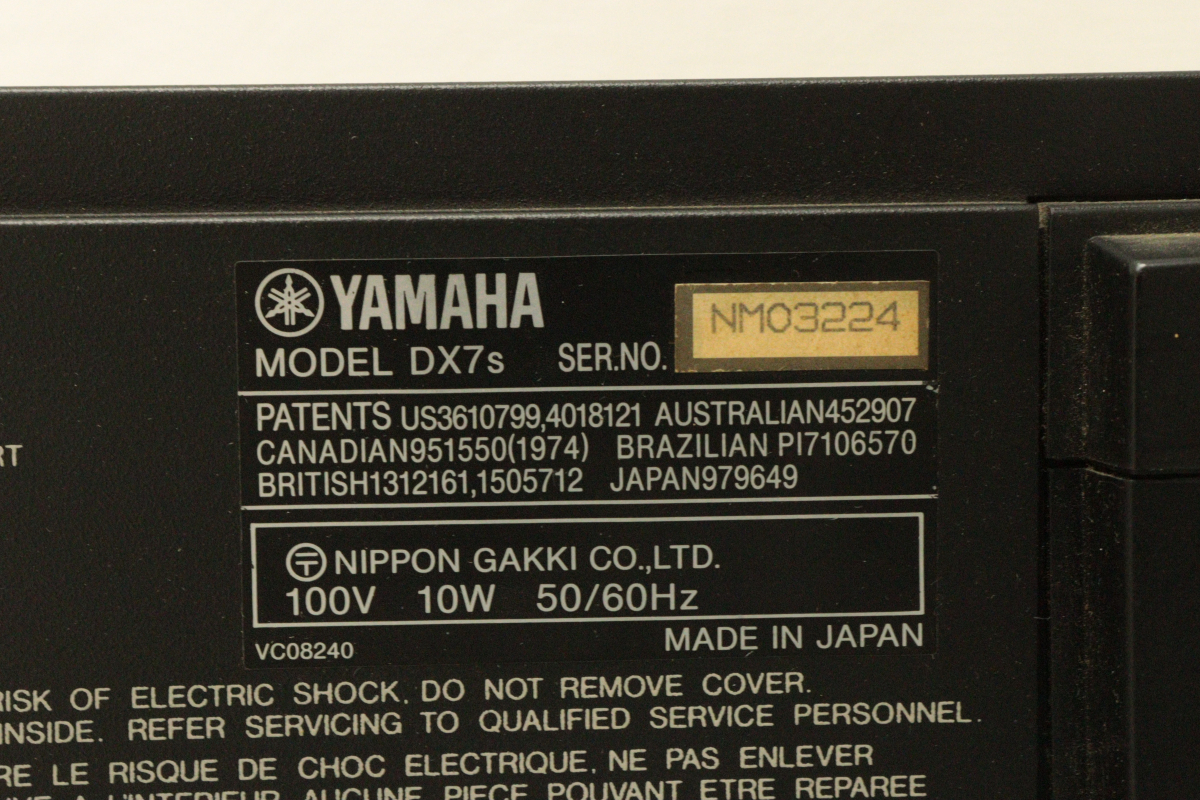 YAMAHA
MODEL DX7s SER.NO. NM03224
PATENTS US3610799,4018121 AUSTRALIAN452907
CANADIAN951550(1974) BRAZILIAN PI7106570
BRITISH1312161,1505712 JAPAN979649
RT
NIPPON GAKKI CO.,LTD.
100V 10W 50/60Hz
VC08240 MADE IN JAPAN
RISK OF ELECTRIC SHOCK, DO NOT REMOVE COVER.
INSIDE. REFER SERVICING TO QUALIFIED SERVICE PERSONNEL.
RE LE RISQUE DE CHOC ELECTRIQUE, NE PAS ENLEVER
A L'INTERIEUR AUCUNE PIECE POUVANT ETRE REPAREE